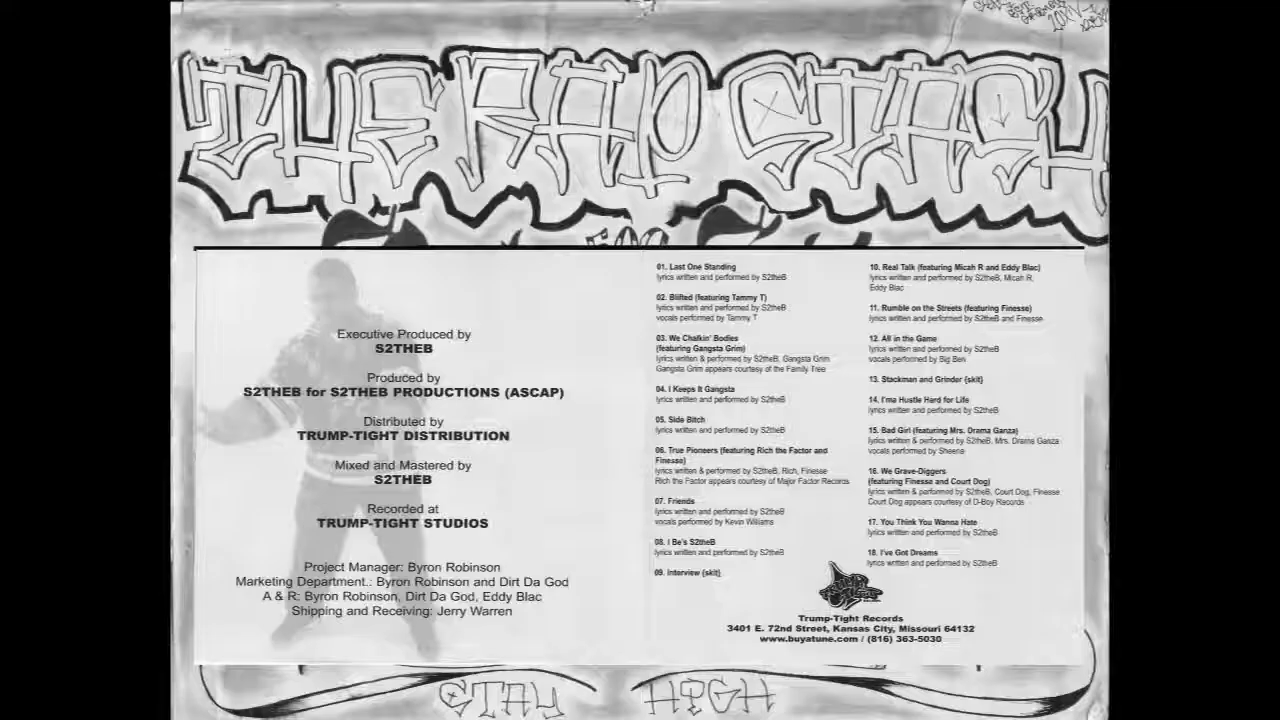 THE RAP STASH
Executive Produced by
S2THEB
Produced by
S2THEB for S2THEB PRODUCTIONS (ASCAP)
Distributed by
TRUMP-TIGHT DISTRIBUTION
Mixed and Mastered by
S2THEB
Recorded at
TRUMP-TIGHT STUDIOS
Project Manager: Byron Robinson
Marketing Department.: Byron Robinson and Dirt Da God
A & R: Byron Robinson, Dirt Da God, Eddy Blac
Shipping and Receiving: Jerry Warren
01. Last One Standing
lyrics written and performed by S2theB
02. Blifted (featuring Tammy T)
lyrics written and performed by S2theB
vocals performed by Tammy T
03. We Chalkin' Bodies
(featuring Gangsta Grim)
lyrics written & performed by S2theB, Gangsta Grim
Gangsta Grim appears courtesy of the Family Tree
04. I Keeps It Gangsta
lyrics written and performed by S2theB
05. Side Bitch
lyrics written and performed by S2theB
06. True Pioneers (featuring Rich the Factor and
Finesse)
lyrics written & performed by S2theB, Rich, Finesse
Rich the Factor appears courtesy of Major Factor Records
07. Friends
lyrics written and performed by S2theB
vocals performed by Kevin Williams
08. I Be's S2theB
lyrics written and performed by S2theB
09. Interview (skit)
10. Real Talk (featuring Micah R and Eddy Blac)
lyrics written and performed by S2theB, Micah R,
Eddy Blac
11. Rumble on the Streets (featuring Finesse)
lyrics written and performed by S2theB and Finesse
12. All in the Game
lyrics written and performed by S2theB
vocals performed by Big Ben
13. Stackman and Grinder (skit)
14. I'ma Hustle Hard for Life
lyrics written and performed by S2theB
15. Bad Girl (featuring Mrs. Drama Ganza)
lyrics written & performed by S2theB, Mrs. Drama Ganza
vocals performed by Sheena
16. We Grave-Diggers
(featuring Finesse and Court Dog)
lyrics written & performed by S2theB, Court Dog, Finesse
Court Dog appears courtesy of D-Boy Records
17. You Think You Wanna Hate
lyrics written and performed by S2theB
18. I've Got Dreams
lyrics written and performed by S2theB
Trump-Tight Records
3401 E. 72nd Street, Kansas City, Missouri 64132
www.buyatune.com / (816) 363-5030
STAY HIGH